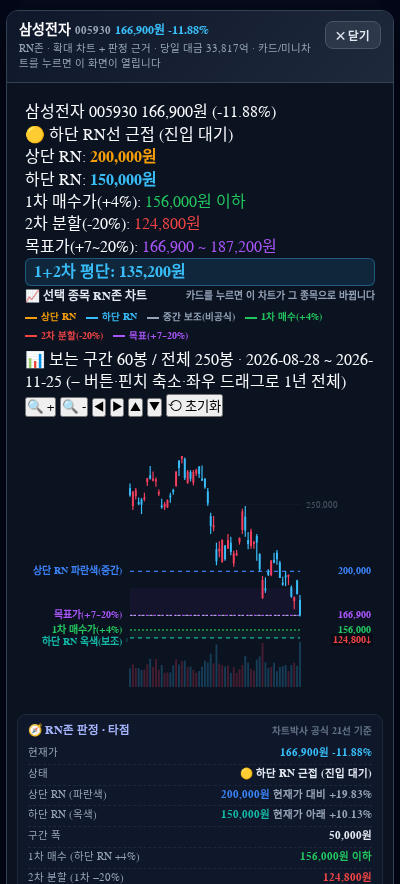 삼성전자 005930 166,900원 -11.88%
✕ 닫기
RN존 · 확대 차트 + 판정 근거 · 당일 대금 33,817억 · 카드/미니차
트를 누르면 이 화면이 열립니다
삼성전자 005930 166,900원 (-11.88%)
🟡 하단 RN선 근접 (진입 대기)
상단 RN: 200,000원
하단 RN: 150,000원
1차 매수가(+4%): 156,000원 이하
2차 분할(-20%): 124,800원
목표가(+7~20%): 166,900 ~ 187,200원
1+2차 평단: 135,200원
📈 선택 종목 RN존 차트 카드를 누르면 이 차트가 그 종목으로 바뀝니다
상단 RN 하단 RN 중간 보조(비공식) 1차 매수(+4%)
2차 분할(-20%) 목표(+7~20%)
📊 보는 구간 60봉 / 전체 250봉 · 2026-08-28 ~ 2026-
11-25 (− 버튼·핀치 축소·좌우 드래그로 1년 전체)
🔍 + 🔍 - ◀ ▶ ▲ ▼ ⟲ 초기화
250,000
상단 RN 파란색(중간) 200,000
목표가(+7~20%) 166,900
1차 매수가(+4%) 156,000
하단 RN 옥색(보조) 124,800↓
🧭 RN존 판정 · 타점 차트박사 공식 21선 기준
현재가 166,900원 -11.88%
상태 🟡 하단 RN 근접 (진입 대기)
상단 RN (파란색) 200,000원 현재가 대비 +19.83%
하단 RN (옥색) 150,000원 현재가 아래 +10.13%
구간 폭 50,000원
1차 매수 (하단 RN +4%) 156,000원 이하
2차 분할 (1차 −20%) 124,800원